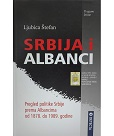 Ljubica Štefan
SRBIJA I
ALBANCI
Pregled politike Srbije
prema Albancima
od 1878. do 1989. godine